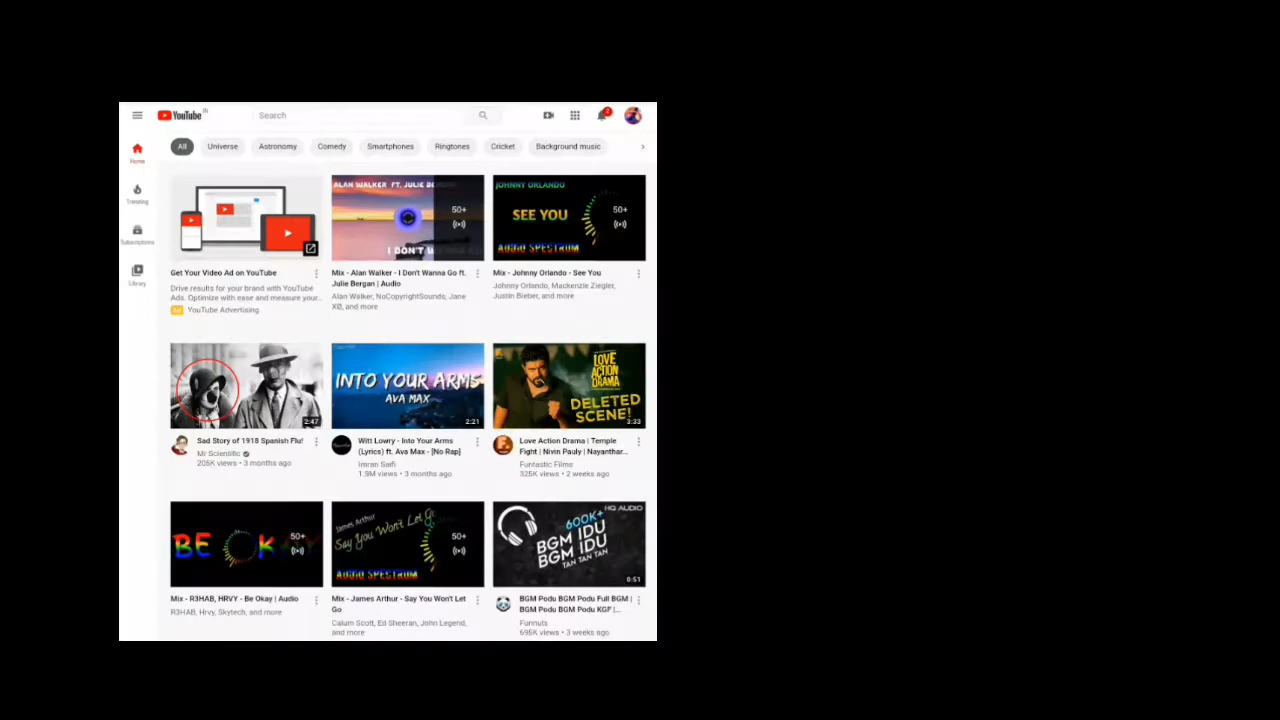 YouTube IN
Search
All
Universe
Astronomy
Comedy
Smartphones
Ringtones
Cricket
Background music
Home
Trending
Subscriptions
Library
ALAN WALKER FT. JULIE
50+
I DON'T
JOHNNY ORLANDO
SEE YOU
50+
AUDIO SPECTRUM
Get Your Video Ad on YouTube
Drive results for your brand with YouTube
Ads. Optimize with ease and measure your...
Ad YouTube Advertising
Mix - Alan Walker - I Don't Wanna Go ft.
Julie Bergan | Audio
Alan Walker, NoCopyrightSounds, Jane
XØ, and more
Mix - Johnny Orlando - See You
Johnny Orlando, Mackenzie Ziegler,
Justin Bieber, and more
2:47
INTO YOUR ARMS
AVA MAX
2:21
LOVE
ACTION
DRAMA
DELETED
SCENE!
3:33
Sad Story of 1918 Spanish Flu!
Mr Scientific
205K views • 3 months ago
Witt Lowry - Into Your Arms
(Lyrics) ft. Ava Max - [No Rap]
Imran Saifi
1.9M views • 3 months ago
Love Action Drama | Temple
Fight | Nivin Pauly | Nayanthar...
Funtastic Films
325K views • 2 weeks ago
BE OKAY
50+
James Arthur
Say You Won't Let Go
50+
AUDIO SPECTRUM
HQ AUDIO
600K+
BGM IDU
BGM IDU
TAN TAN TAN
0:51
Mix - R3HAB, HRVY - Be Okay | Audio
R3HAB, Hrvy, Skytech, and more
Mix - James Arthur - Say You Won't Let
Go
Calum Scott, Ed Sheeran, John Legend,
and more
BGM Podu BGM Podu Full BGM |
BGM Podu BGM Podu KGF |...
Funnuts
695K views • 3 weeks ago